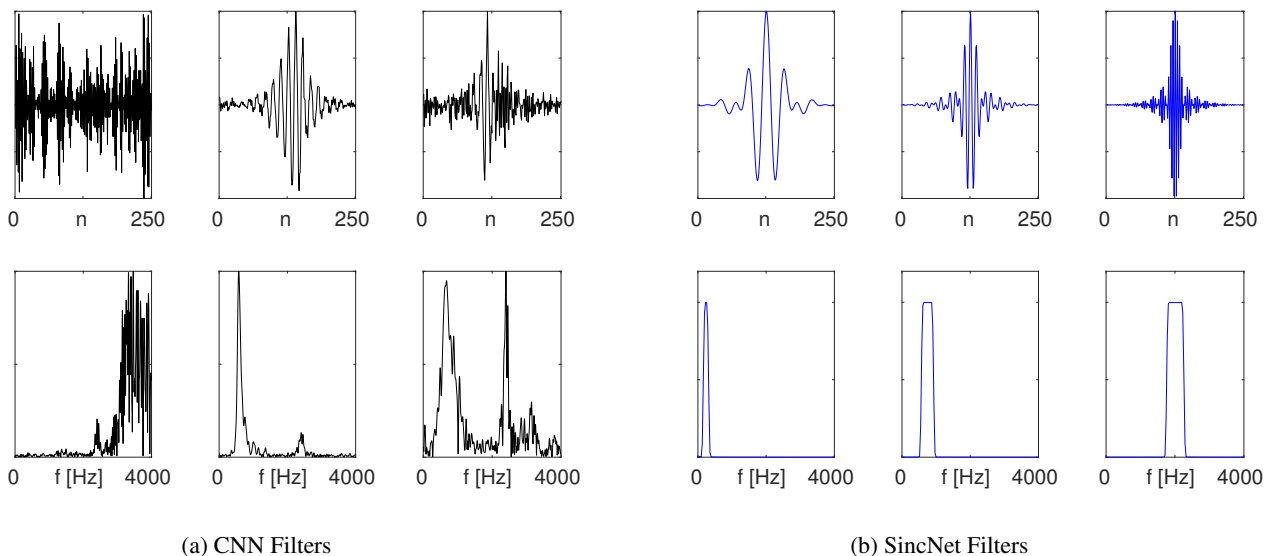 0 n 250 0 n 250 0 n 250 0 n 250 0 n 250 0 n 250
0 f [Hz] 4000 0 f [Hz] 4000 0 f [Hz] 4000 0 f [Hz] 4000 0 f [Hz] 4000 0 f [Hz] 4000
(a) CNN Filters
(b) SincNet Filters